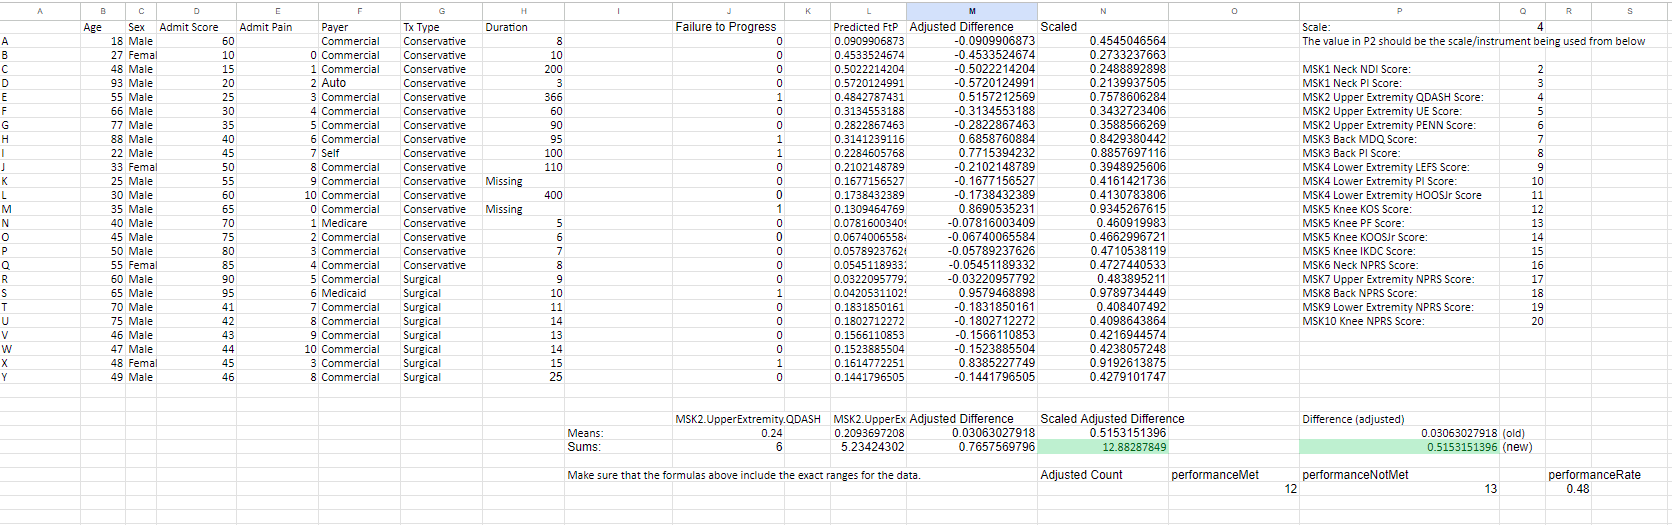 A B C D E F G H I J K L M N O P Q R S
Age Sex Admit Score Admit Pain Payer Tx Type Duration Failure to Progress Predicted FtP Adjusted Difference Scaled Scale: 4
A 18 Male 60 Commercial Conservative 8 0 0.0909906873 -0.0909906873 0.4545046564 The value in P2 should be the scale/instrument being used from below
B 27 Femal 10 0 Commercial Conservative 10 0 0.4533524674 -0.4533524674 0.2733237663
C 48 Male 15 1 Commercial Conservative 200 0 0.5022214204 -0.5022214204 0.2488892898 MSK1 Neck NDI Score: 2
D 93 Male 20 2 Auto Conservative 3 0 0.5720124991 -0.5720124991 0.2139937505 MSK1 Neck PI Score: 3
E 55 Male 25 3 Commercial Conservative 366 1 0.4842787431 0.5157212569 0.7578606284 MSK2 Upper Extremity QDASH Score: 4
F 66 Male 30 4 Commercial Conservative 60 0 0.3134553188 -0.3134553188 0.3432723406 MSK2 Upper Extremity UE Score: 5
G 77 Male 35 5 Commercial Conservative 90 0 0.2822867463 -0.2822867463 0.3588566269 MSK2 Upper Extremity PENN Score: 6
H 88 Male 40 6 Commercial Conservative 95 1 0.3141239116 0.6858760884 0.8429380442 MSK3 Back MDQ Score: 7
I 22 Male 45 7 Self Conservative 100 1 0.2284605768 0.7715394232 0.8857697116 MSK3 Back PI Score: 8
J 33 Femal 50 8 Commercial Conservative 110 0 0.2102148789 -0.2102148789 0.3948925606 MSK4 Lower Extremity LEFS Score: 9
K 25 Male 55 9 Commercial Conservative Missing 0 0.1677156527 -0.1677156527 0.4161421736 MSK4 Lower Extremity PI Score: 10
L 30 Male 60 10 Commercial Conservative 400 0 0.1738432389 -0.1738432389 0.4130783806 MSK4 Lower Extremity HOOSJr Score 11
M 35 Male 65 0 Commercial Conservative Missing 1 0.1309464769 0.8690535231 0.9345267615 MSK5 Knee KOS Score: 12
N 40 Male 70 1 Medicare Conservative 5 0 0.0781600340 -0.07816003409 0.460919983 MSK5 Knee PF Score: 13
O 45 Male 75 2 Commercial Conservative 6 0 0.0674006558 -0.06740065584 0.4662996721 MSK5 Knee KOOSJr Score: 14
P 50 Male 80 3 Commercial Conservative 7 0 0.0578923762 -0.05789237626 0.4710538119 MSK5 Knee IKDC Score: 15
Q 55 Femal 85 4 Commercial Conservative 8 0 0.0545118933 -0.05451189332 0.4727440533 MSK6 Neck NPRS Score: 16
R 60 Male 90 5 Commercial Surgical 9 0 0.0322095779 -0.03220957792 0.483895211 MSK7 Upper Extremity NPRS Score: 17
S 65 Male 95 6 Medicaid Surgical 10 1 0.0420531102 0.9579468898 0.9789734449 MSK8 Back NPRS Score: 18
T 70 Male 41 7 Commercial Surgical 11 0 0.1831850161 -0.1831850161 0.408407492 MSK9 Lower Extremity NPRS Score: 19
U 75 Male 42 8 Commercial Surgical 14 0 0.1802712272 -0.1802712272 0.4098643864 MSK10 Knee NPRS Score: 20
V 46 Male 43 9 Commercial Surgical 13 0 0.1566110853 -0.1566110853 0.4216944574
W 47 Male 44 10 Commercial Surgical 14 0 0.1523885504 -0.1523885504 0.4238057248
X 48 Femal 45 3 Commercial Surgical 15 1 0.1614772251 0.8385227749 0.9192613875
Y 49 Male 46 8 Commercial Surgical 25 0 0.1441796505 -0.1441796505 0.4279101747
MSK2.UpperExtremity.QDASH MSK2.UpperEx Adjusted Difference Scaled Adjusted Difference Difference (adjusted)
Means: 0.24 0.2093697208 0.03063027918 0.5153151396 0.03063027918 (old)
Sums: 6 5.23424302 0.7657569796 12.88287849 0.5153151396 (new)
Make sure that the formulas above include the exact ranges for the data. Adjusted Count performanceMet performanceNotMet performanceRate
12 13 0.48